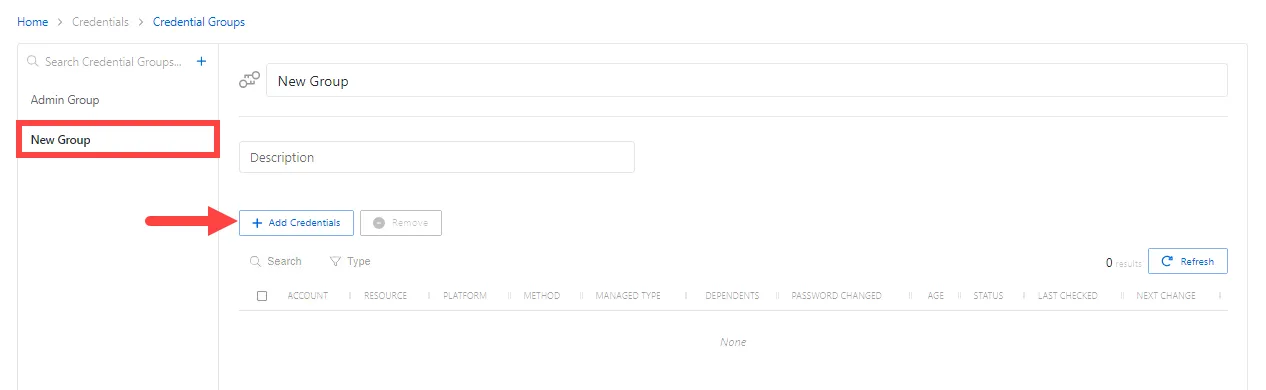 Home > Credentials > Credential Groups
Search Credential Groups... +
Admin Group
New Group
New Group
Description
+ Add Credentials
Remove
Search
Type
0 results
Refresh
ACCOUNT RESOURCE PLATFORM METHOD MANAGED TYPE DEPENDENTS PASSWORD CHANGED AGE STATUS LAST CHECKED NEXT CHANGE
None